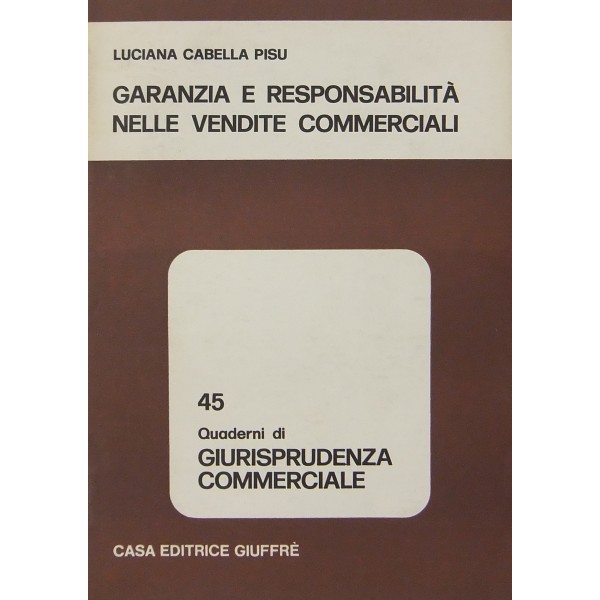 LUCIANA CABELLA PISU
GARANZIA E RESPONSABILITÀ
NELLE VENDITE COMMERCIALI
45
Quaderni di
GIURISPRUDENZA
COMMERCIALE
CASA EDITRICE GIUFFRÈ